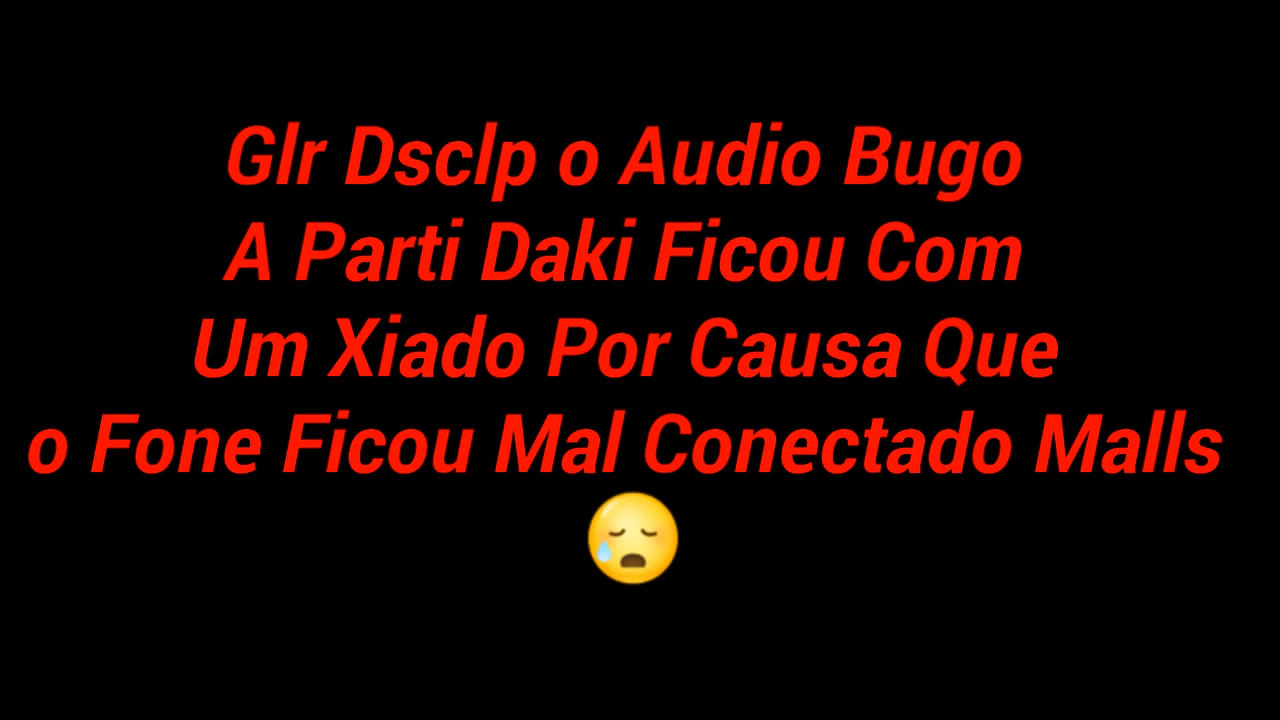 Glr Dsclp o Audio Bugo
A Parti Daki Ficou Com
Um Xiado Por Causa Que
o Fone Ficou Mal Conectado Malls
😥